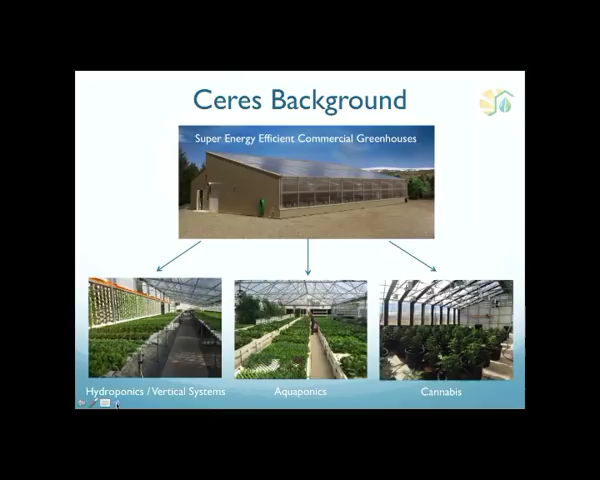 Ceres Background
Super Energy Efficient Commercial Greenhouses
Hydroponics / Vertical Systems
Aquaponics
Cannabis